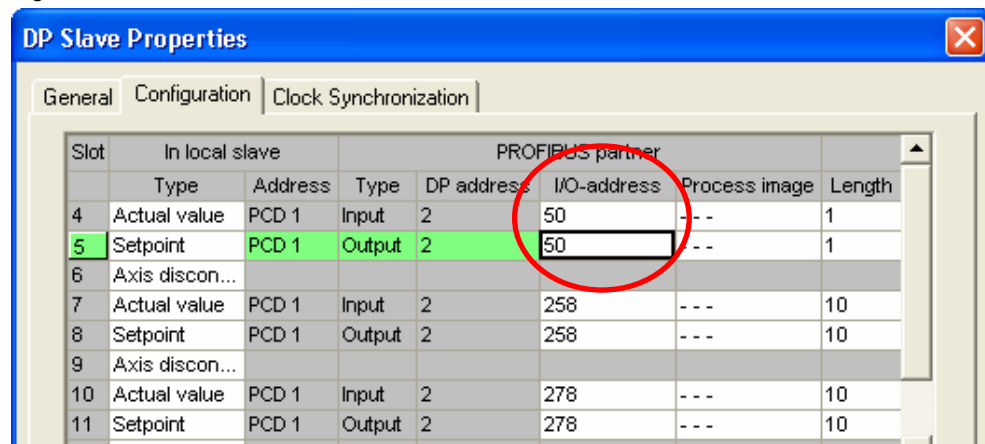 DP Slave Properties
General Configuration Clock Synchronization
Slot In local slave PROFIBUS partner
Type Address Type DP address I/O-address Process image Length
4 Actual value PCD 1 Input 2 50 - - - 1
5 Setpoint PCD 1 Output 2 50 - - - 1
6 Axis discon...
7 Actual value PCD 1 Input 2 258 - - - 10
8 Setpoint PCD 1 Output 2 258 - - - 10
9 Axis discon...
10 Actual value PCD 1 Input 2 278 - - - 10
11 Setpoint PCD 1 Output 2 278 - - - 10